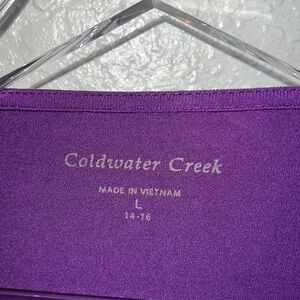 Coldwater Creek
MADE IN VIETNAM
L
14-16